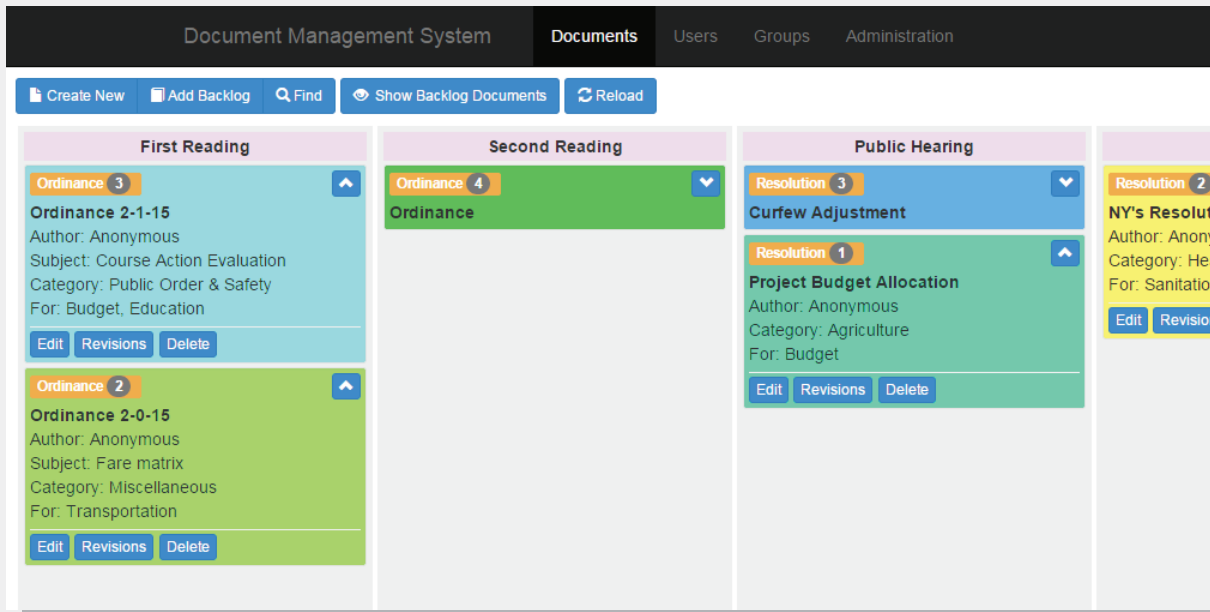 Document Management System Documents Users Groups Administration
Create New Add Backlog Find Show Backlog Documents Reload
First Reading
Ordinance 3
Ordinance 2-1-15
Author: Anonymous
Subject: Course Action Evaluation
Category: Public Order & Safety
For: Budget, Education
Edit Revisions Delete
Ordinance 2
Ordinance 2-0-15
Author: Anonymous
Subject: Fare matrix
Category: Miscellaneous
For: Transportation
Edit Revisions Delete
Second Reading
Ordinance 4
Ordinance
Public Hearing
Resolution 3
Curfew Adjustment
Resolution 1
Project Budget Allocation
Author: Anonymous
Category: Agriculture
For: Budget
Edit Revisions Delete
Resolution 2
NY's
Author:
Category:
For:
Edit